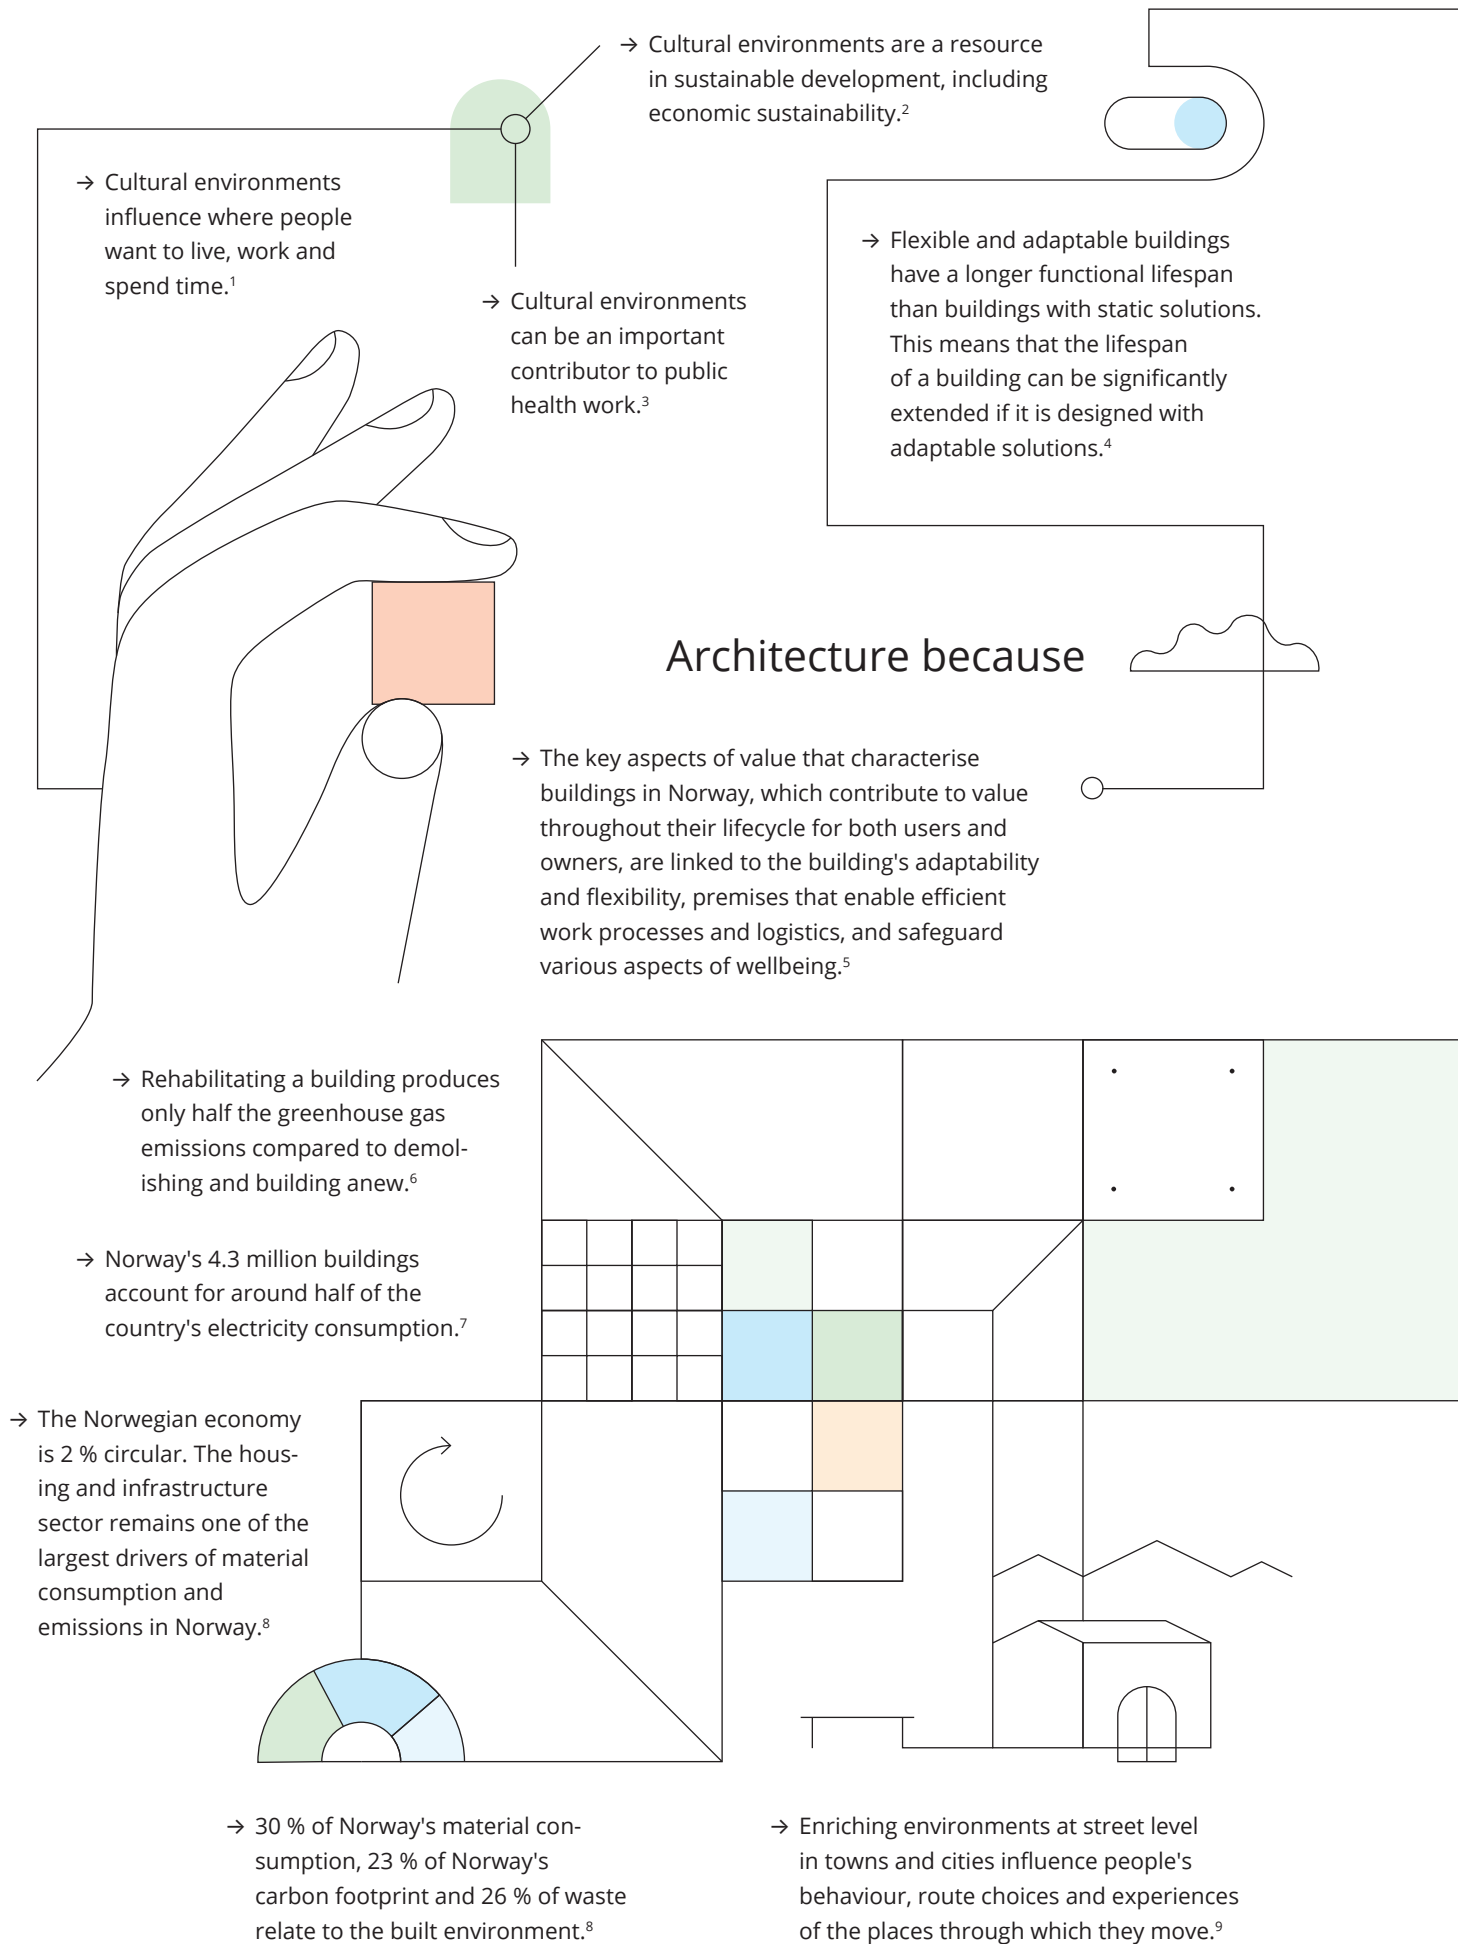 → Cultural environments are a resource
in sustainable development, including
economic sustainability.²
→ Cultural environments
influence where people
want to live, work and
spend time.¹
→ Cultural environments
can be an important
contributor to public
health work.³
→ Flexible and adaptable buildings
have a longer functional lifespan
than buildings with static solutions.
This means that the lifespan
of a building can be significantly
extended if it is designed with
adaptable solutions.⁴
Architecture because
→ The key aspects of value that characterise
buildings in Norway, which contribute to value
throughout their lifecycle for both users and
owners, are linked to the building's adaptability
and flexibility, premises that enable efficient
work processes and logistics, and safeguard
various aspects of wellbeing.⁵
→ Rehabilitating a building produces
only half the greenhouse gas
emissions compared to demol-
ishing and building anew.⁶
→ Norway's 4.3 million buildings
account for around half of the
country's electricity consumption.⁷
→ The Norwegian economy
is 2 % circular. The hous-
ing and infrastructure
sector remains one of the
largest drivers of material
consumption and
emissions in Norway.⁸
→ 30 % of Norway's material con-
sumption, 23 % of Norway's
carbon footprint and 26 % of waste
relate to the built environment.⁸
→ Enriching environments at street level
in towns and cities influence people's
behaviour, route choices and experiences
of the places through which they move.⁹